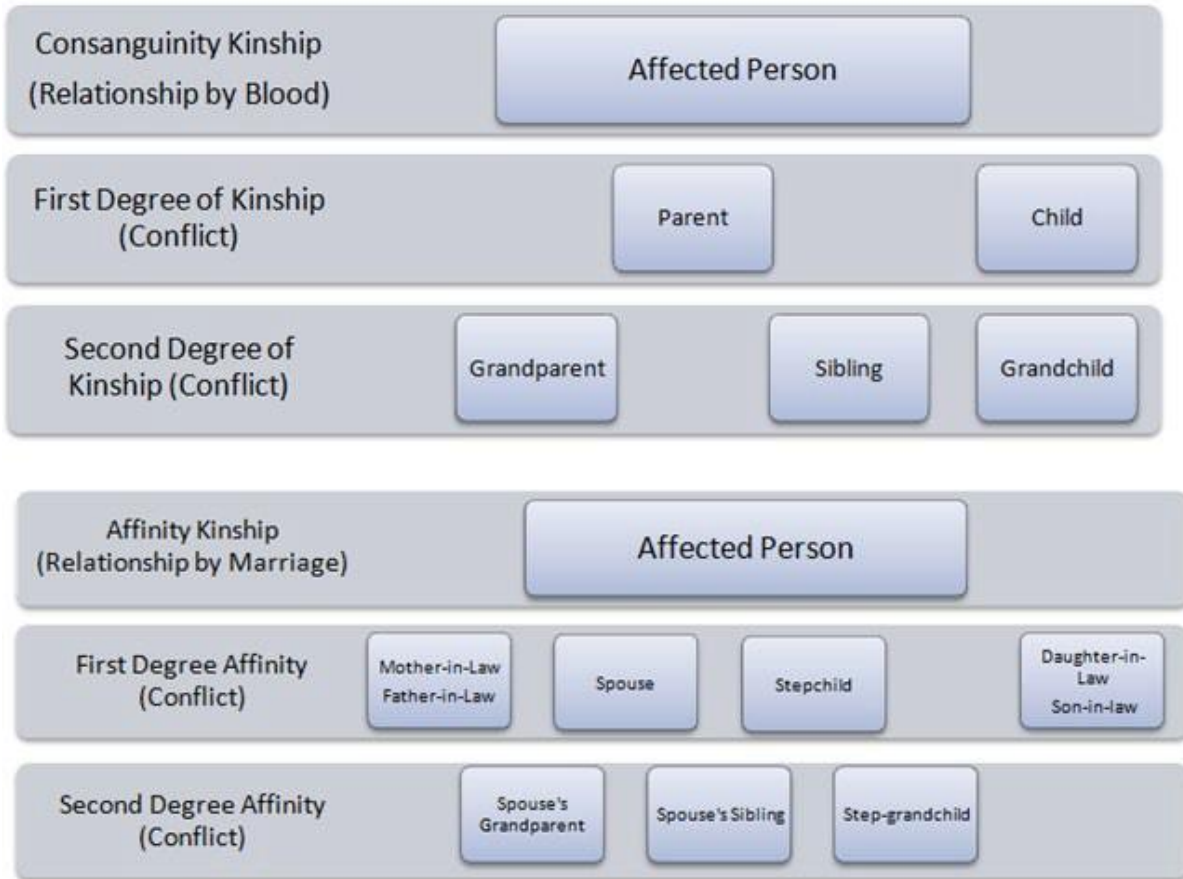 Consanguinity Kinship
(Relationship by Blood)
Affected Person
First Degree of Kinship
(Conflict)
Parent
Child
Second Degree of
Kinship (Conflict)
Grandparent
Sibling
Grandchild
Affinity Kinship
(Relationship by Marriage)
Affected Person
First Degree Affinity
(Conflict)
Mother-in-Law
Father-in-Law
Spouse
Stepchild
Daughter-in-
Law
Son-in-law
Second Degree Affinity
(Conflict)
Spouse's
Grandparent
Spouse's Sibling
Step-grandchild